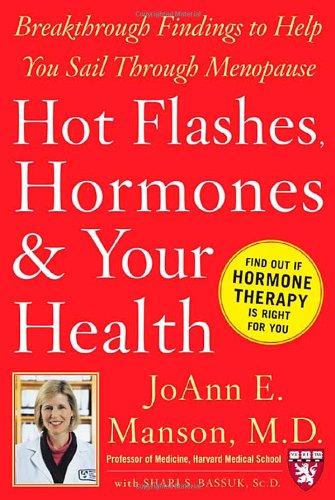 Breakthrough Findings to Help
You Sail Through Menopause
Hot Flashes,
Hormones
& Your
Health
FIND OUT IF
HORMONE
THERAPY
IS RIGHT
FOR YOU
JoAnn E.
Manson, M.D.
Professor of Medicine, Harvard Medical School
with SHARI S. BASSUK, Sc.D.